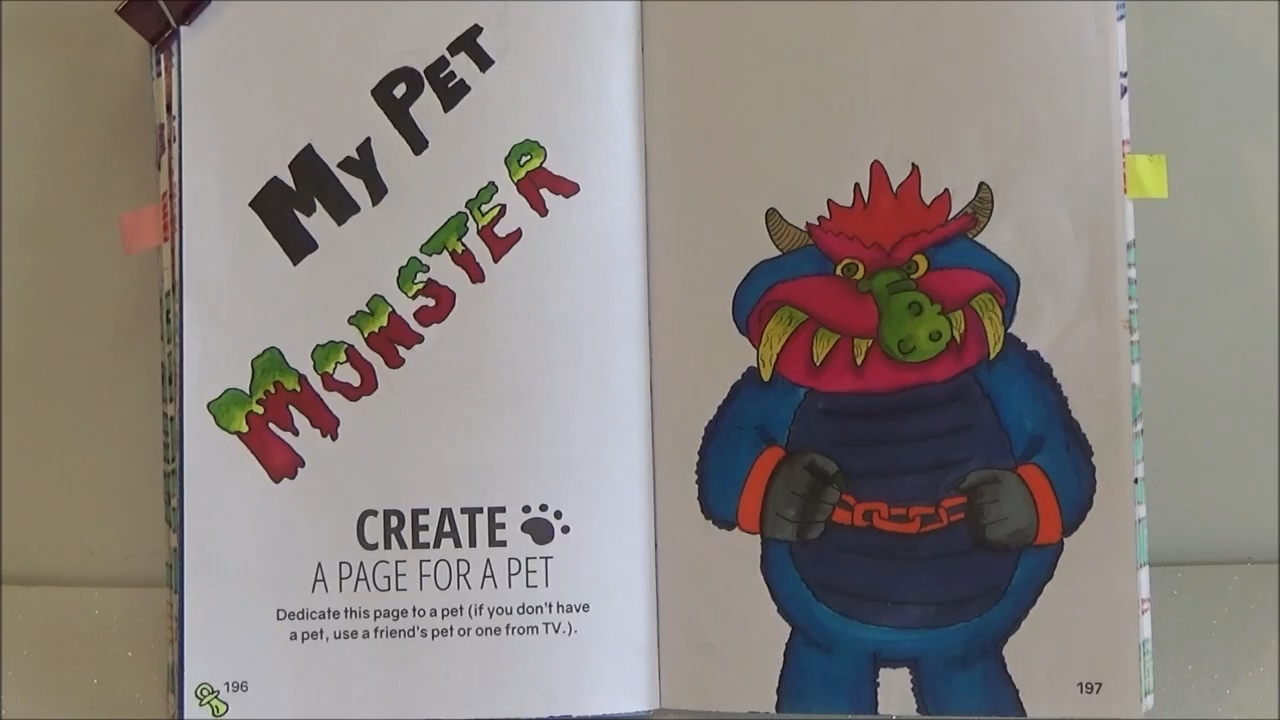 MY PET
MONSTER
CREATE
A PAGE FOR A PET
Dedicate this page to a pet (if you don't have
a pet, use a friend's pet or one from TV.).
196
197